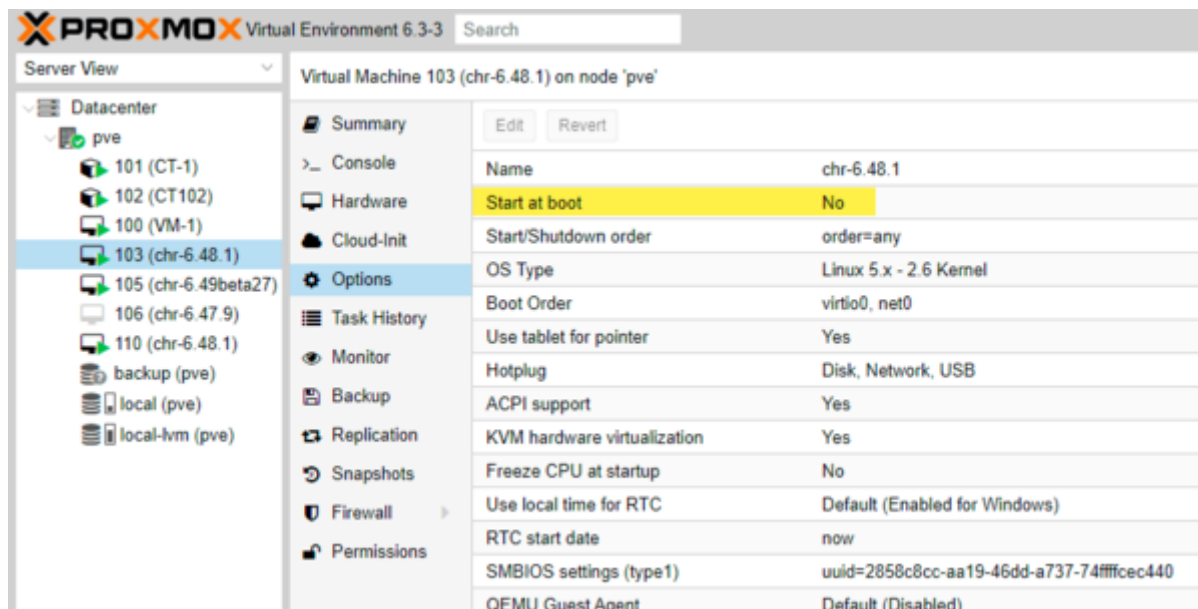 PROXMOX Virtual Environment 6.3-3 Search
Server View
Datacenter
pve
101 (CT-1)
102 (CT102)
100 (VM-1)
103 (chr-6.48.1)
105 (chr-6.49beta27)
106 (chr-6.47.9)
110 (chr-6.48.1)
backup (pve)
local (pve)
local-lvm (pve)
Virtual Machine 103 (chr-6.48.1) on node 'pve'
Summary
Console
Hardware
Cloud-Init
Options
Task History
Monitor
Backup
Replication
Snapshots
Firewall
Permissions
Edit Revert
Name chr-6.48.1
Start at boot No
Start/Shutdown order order=any
OS Type Linux 5.x - 2.6 Kernel
Boot Order virtio0, net0
Use tablet for pointer Yes
Hotplug Disk, Network, USB
ACPI support Yes
KVM hardware virtualization Yes
Freeze CPU at startup No
Use local time for RTC Default (Enabled for Windows)
RTC start date now
SMBIOS settings (type1) uuid=2858c8cc-aa19-46dd-a737-74ffffcec440
QEMU Guest Agent Default (Disabled)